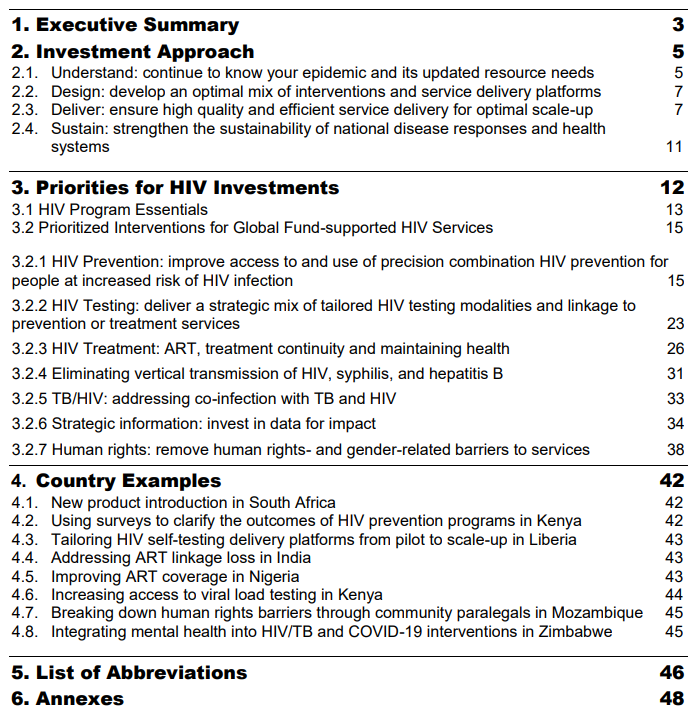 1. Executive Summary 3
2. Investment Approach 5
2.1. Understand: continue to know your epidemic and its updated resource needs 5
2.2. Design: develop an optimal mix of interventions and service delivery platforms 7
2.3. Deliver: ensure high quality and efficient service delivery for optimal scale-up 7
2.4. Sustain: strengthen the sustainability of national disease responses and health
systems 11
3. Priorities for HIV Investments 12
3.1 HIV Program Essentials 13
3.2 Prioritized Interventions for Global Fund-supported HIV Services 15
3.2.1 HIV Prevention: improve access to and use of precision combination HIV prevention for
people at increased risk of HIV infection 15
3.2.2 HIV Testing: deliver a strategic mix of tailored HIV testing modalities and linkage to
prevention or treatment services 23
3.2.3 HIV Treatment: ART, treatment continuity and maintaining health 26
3.2.4 Eliminating vertical transmission of HIV, syphilis, and hepatitis B 31
3.2.5 TB/HIV: addressing co-infection with TB and HIV 33
3.2.6 Strategic information: invest in data for impact 34
3.2.7 Human rights: remove human rights- and gender-related barriers to services 38
4. Country Examples 42
4.1. New product introduction in South Africa 42
4.2. Using surveys to clarify the outcomes of HIV prevention programs in Kenya 42
4.3. Tailoring HIV self-testing delivery platforms from pilot to scale-up in Liberia 43
4.4. Addressing ART linkage loss in India 43
4.5. Improving ART coverage in Nigeria 43
4.6. Increasing access to viral load testing in Kenya 44
4.7. Breaking down human rights barriers through community paralegals in Mozambique 45
4.8. Integrating mental health into HIV/TB and COVID-19 interventions in Zimbabwe 45
5. List of Abbreviations 46
6. Annexes 48